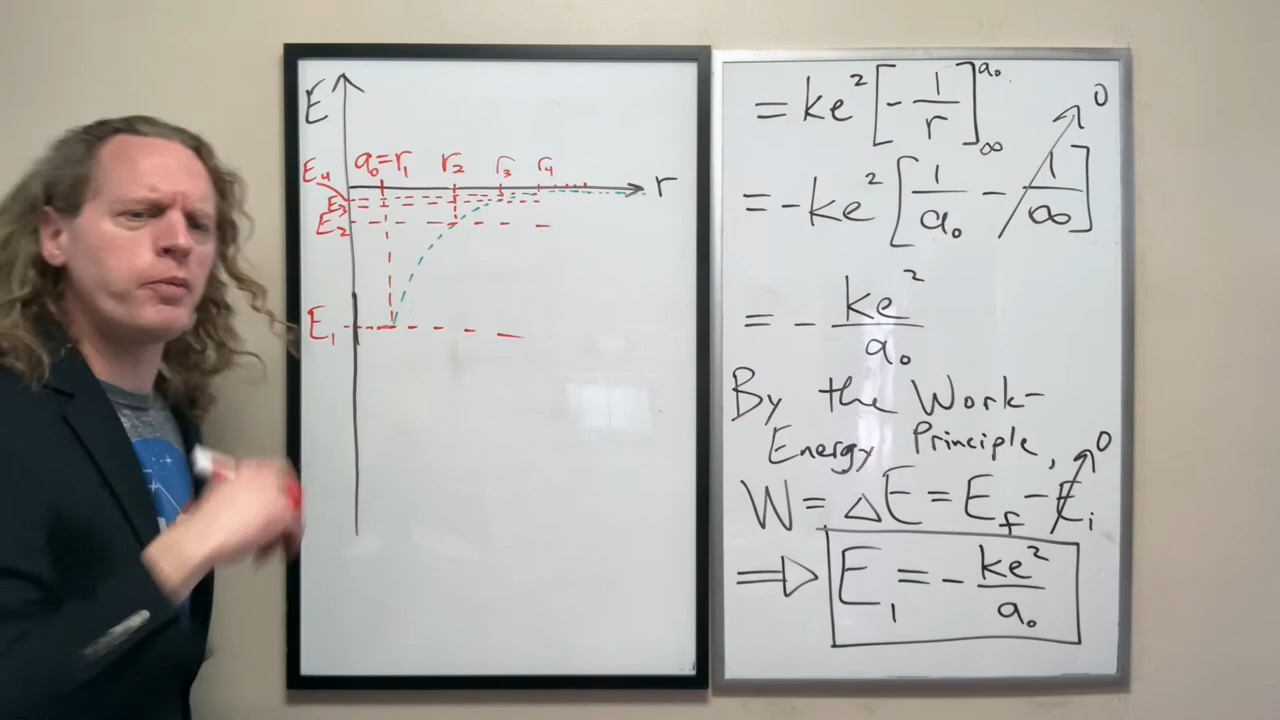 E
E₄ a₀=r₁ r₂ r₃ r₄
r
E₃
E₂
E₁
= ke² [-1/r]_∞^a₀
= -ke² [1/a₀ - 1/∞] 0
= - ke²/a₀
By the Work-
Energy Principle,
W = ΔE = E_f - E_i 0
⇒ E₁ = - ke²/a₀